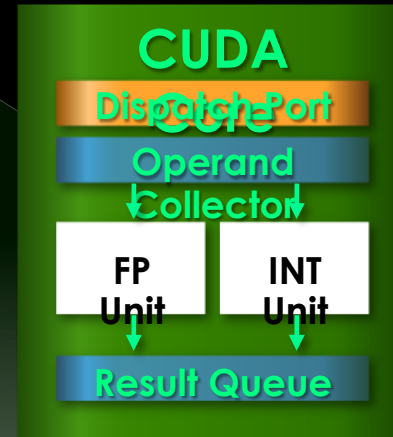 CUDA
Core
Dispatch Port
Operand
Collector
FP
Unit
INT
Unit
Result Queue